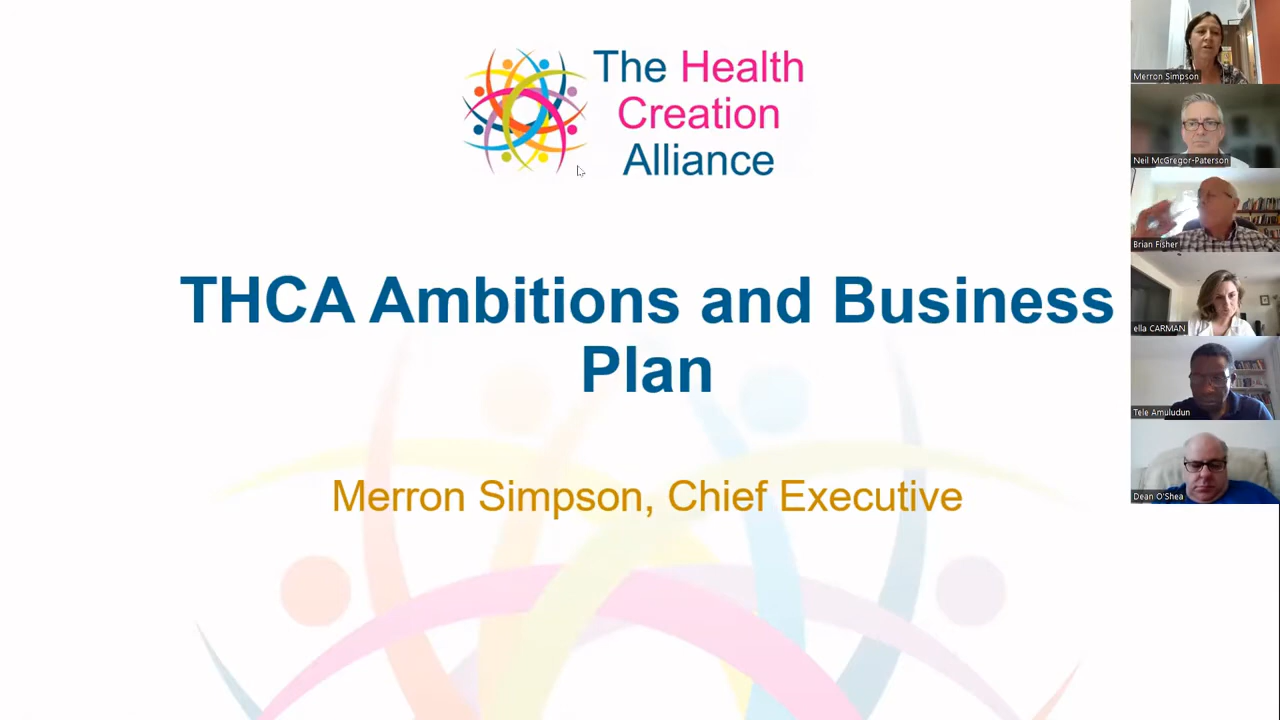 The Health
Creation
Alliance
THCA Ambitions and Business
Plan
Merron Simpson, Chief Executive
Merron Simpson
Neil McGregor-Paterson
Brian Fisher
ella CARMAN
Tele Amuludun
Dean O'Shea